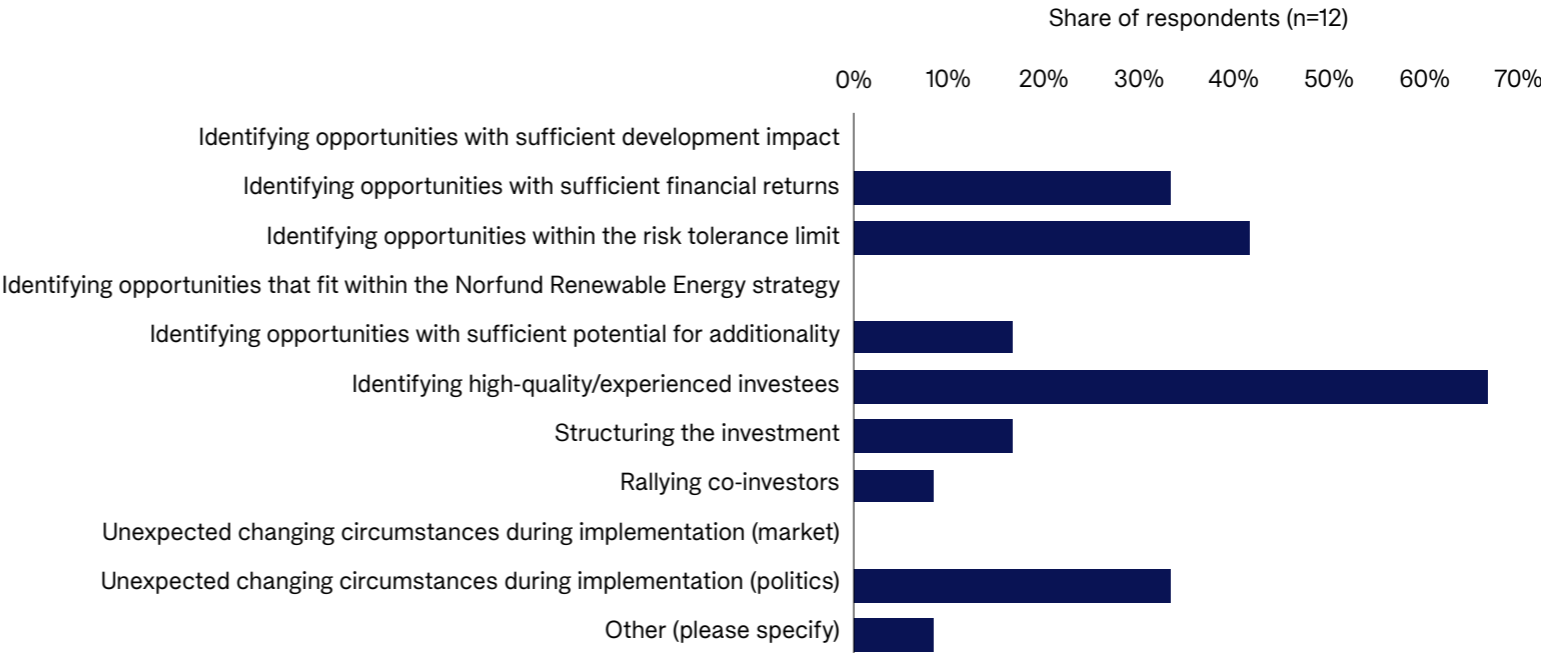 Share of respondents (n=12)
0% 10% 20% 30% 40% 50% 60% 70%
Identifying opportunities with sufficient development impact
Identifying opportunities with sufficient financial returns
Identifying opportunities within the risk tolerance limit
Identifying opportunities that fit within the Norfund Renewable Energy strategy
Identifying opportunities with sufficient potential for additionality
Identifying high-quality/experienced investees
Structuring the investment
Rallying co-investors
Unexpected changing circumstances during implementation (market)
Unexpected changing circumstances during implementation (politics)
Other (please specify)